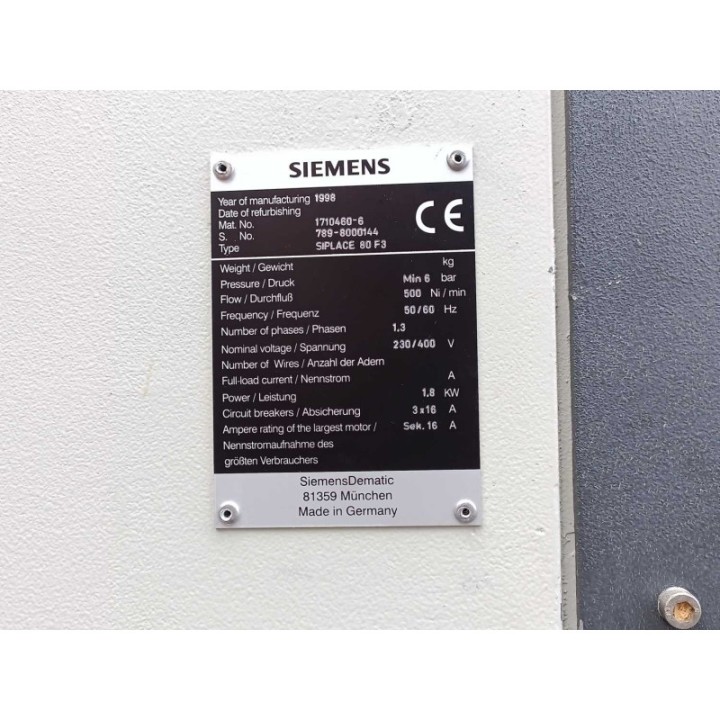 SIEMENS
Year of manufacturing 1998
Date of refurbishing
Mat. No. 1710460-6
S. No. 789-8000144
Type SIPLACE 80 F3
CE
Weight / Gewicht kg
Pressure / Druck Min 6 bar
Flow / Durchfluß 500 Ni / min
Frequency / Frequenz 50/60 Hz
Number of phases / Phasen 1.3
Nominal voltage / Spannung 230/400 V
Number of Wires / Anzahl der Adern
Full-load current / Nennstrom A
Power / Leistung 1.8 KW
Circuit breakers / Absicherung 3x16 A
Ampere rating of the largest motor / Sek. 16 A
Nennstromaufnahme des
größten Verbrauchers
SiemensDematic
81359 München
Made in Germany